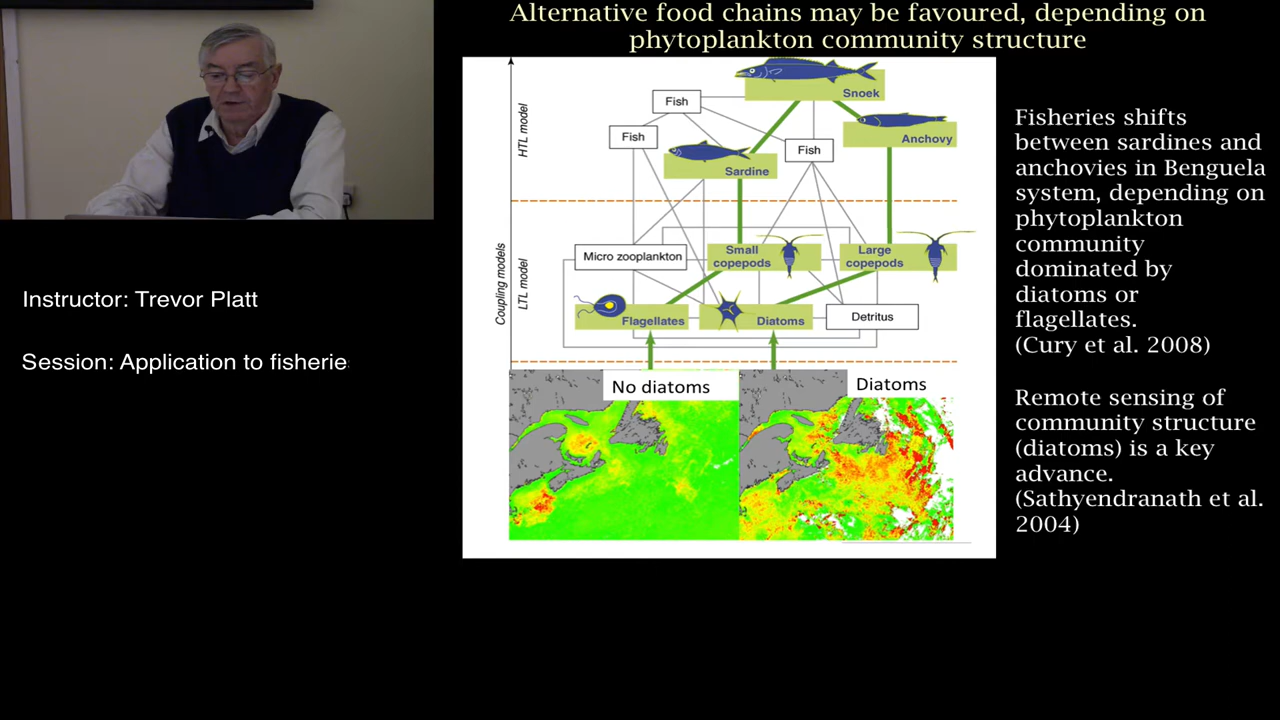 Alternative food chains may be favoured, depending on
phytoplankton community structure
Instructor: Trevor Platt
Session: Application to fisherie
HTL model
Coupling models
LTL model
Snoek
Fish
Anchovy
Fish
Fish
Sardine
Micro zooplankton
Small
copepods
Large
copepods
Flagellates
Diatoms
Detritus
No diatoms
Diatoms
Fisheries shifts
between sardines and
anchovies in Benguela
system, depending on
phytoplankton
community
dominated by
diatoms or
flagellates.
(Cury et al. 2008)
Remote sensing of
community structure
(diatoms) is a key
advance.
(Sathyendranath et al.
2004)